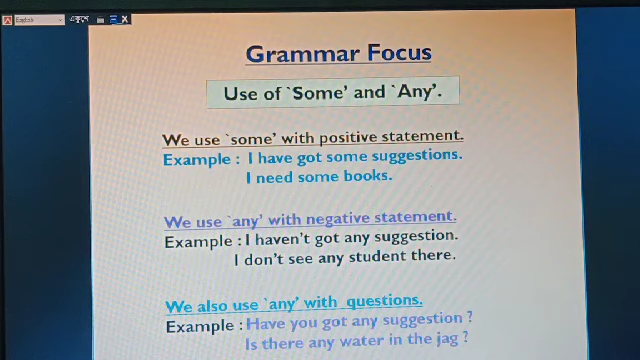 English
Grammar Focus
Use of `Some' and `Any'.
We use `some' with positive statement.
Example : I have got some suggestions.
I need some books.
We use `any' with negative statement.
Example : I haven't got any suggestion.
I don't see any student there.
We also use `any' with questions.
Example : Have you got any suggestion ?
Is there any water in the jag ?